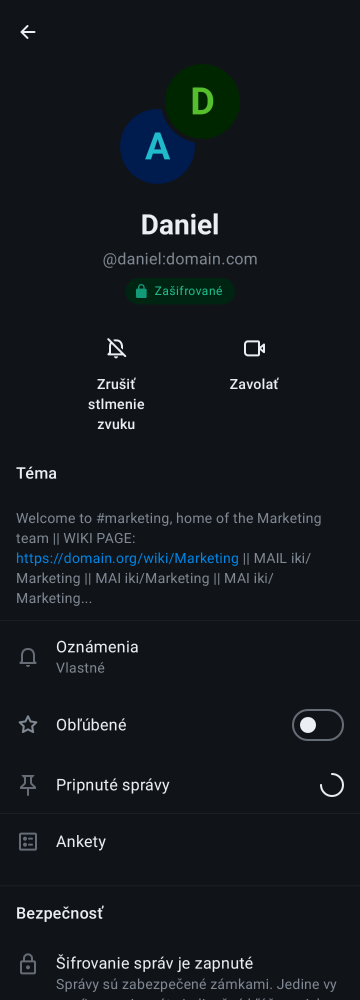 D
A
Daniel
@daniel:domain.com
Zašifrované
Zrušiť
stlmenie
zvuku
Zavolať
Téma
Welcome to #marketing, home of the Marketing
team || WIKI PAGE:
https://domain.org/wiki/Marketing || MAIL iki/
Marketing || MAI iki/Marketing || MAI iki/
Marketing...
Oznámenia
Vlastné
Obľúbené
Pripnuté správy
Ankety
Bezpečnosť
Šifrovanie správ je zapnuté
Správy sú zabezpečené zámkami. Jedine vy